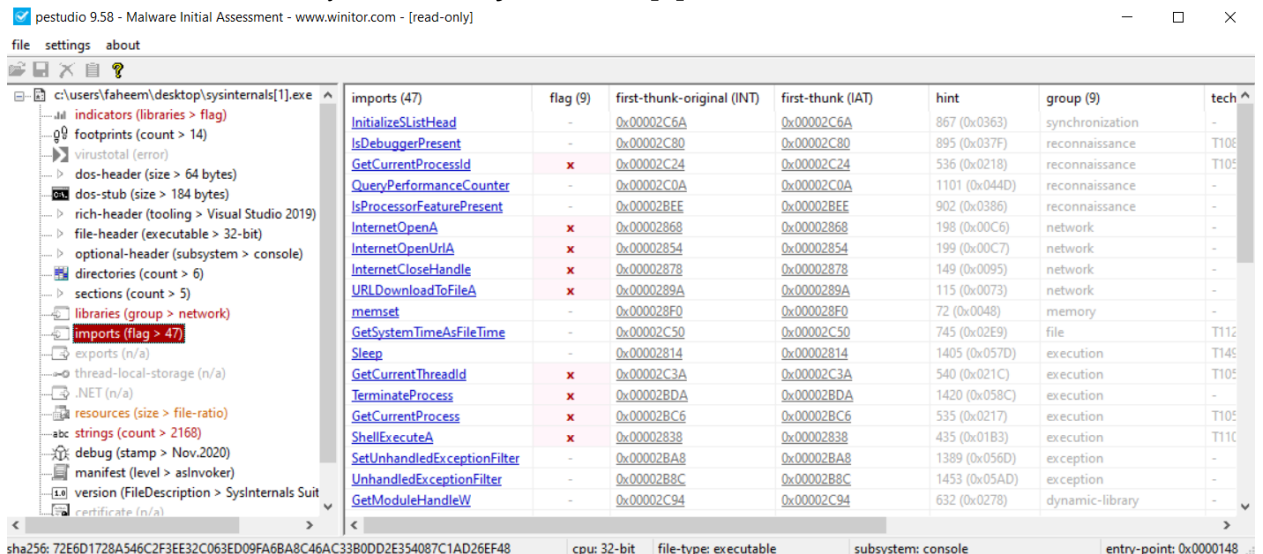 pestudio 9.58 - Malware Initial Assessment - www.winitor.com - [read-only]
file settings about
c:\users\faheem\desktop\sysinternals[1].exe
indicators (libraries > flag)
footprints (count > 14)
virustotal (error)
dos-header (size > 64 bytes)
dos-stub (size > 184 bytes)
rich-header (tooling > Visual Studio 2019)
file-header (executable > 32-bit)
optional-header (subsystem > console)
directories (count > 6)
sections (count > 5)
libraries (group > network)
imports (flag > 47)
exports (n/a)
thread-local-storage (n/a)
.NET (n/a)
resources (size > file-ratio)
abc strings (count > 2168)
debug (stamp > Nov.2020)
manifest (level > asInvoker)
1.0 version (FileDescription > SysInternals Suit
certificate (n/a)
imports (47) flag (9) first-thunk-original (INT) first-thunk (IAT) hint group (9) tech
InitializeSListHead - 0x00002C6A 0x00002C6A 867 (0x0363) synchronization -
IsDebuggerPresent - 0x00002C80 0x00002C80 895 (0x037F) reconnaissance T108
GetCurrentProcessId x 0x00002C24 0x00002C24 536 (0x0218) reconnaissance T105
QueryPerformanceCounter - 0x00002C0A 0x00002C0A 1101 (0x044D) reconnaissance -
IsProcessorFeaturePresent - 0x00002BEE 0x00002BEE 902 (0x0386) reconnaissance -
InternetOpenA x 0x00002868 0x00002868 198 (0x00C6) network -
InternetOpenUrlA x 0x00002854 0x00002854 199 (0x00C7) network -
InternetCloseHandle x 0x00002878 0x00002878 149 (0x0095) network -
URLDownloadToFileA x 0x0000289A 0x0000289A 115 (0x0073) network -
memset - 0x000028F0 0x000028F0 72 (0x0048) memory -
GetSystemTimeAsFileTime - 0x00002C50 0x00002C50 745 (0x02E9) file T112
Sleep - 0x00002814 0x00002814 1405 (0x057D) execution T149
GetCurrentThreadId x 0x00002C3A 0x00002C3A 540 (0x021C) execution T105
TerminateProcess x 0x00002BDA 0x00002BDA 1420 (0x058C) execution -
GetCurrentProcess x 0x00002BC6 0x00002BC6 535 (0x0217) execution T105
ShellExecuteA x 0x00002838 0x00002838 435 (0x01B3) execution T110
SetUnhandledExceptionFilter - 0x00002BA8 0x00002BA8 1389 (0x056D) exception -
UnhandledExceptionFilter - 0x00002B8C 0x00002B8C 1453 (0x05AD) exception -
GetModuleHandleW - 0x00002C94 0x00002C94 632 (0x0278) dynamic-library -
sha256: 72E6D1728A546C2F3EE32C063ED09FA6BA8C46AC33B0DD2E354087C1AD26EF48 cpu: 32-bit file-type: executable subsystem: console entry-point: 0x0000148